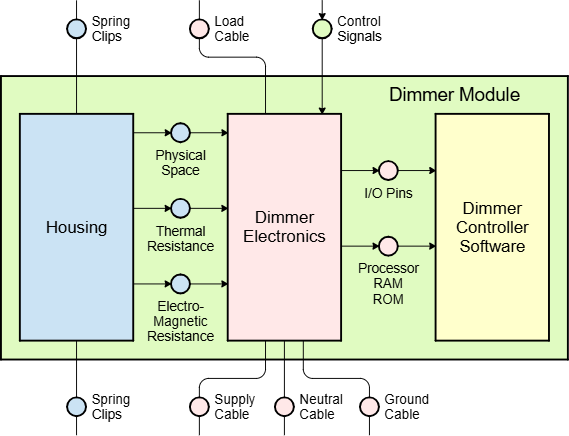 Spring
Clips
Load
Cable
Control
Signals
Dimmer Module
Physical
Space
I/O Pins
Housing
Thermal
Resistance
Dimmer
Electronics
Dimmer
Controller
Software
Processor
RAM
ROM
Electro-
Magnetic
Resistance
Spring
Clips
Supply
Cable
Neutral
Cable
Ground
Cable